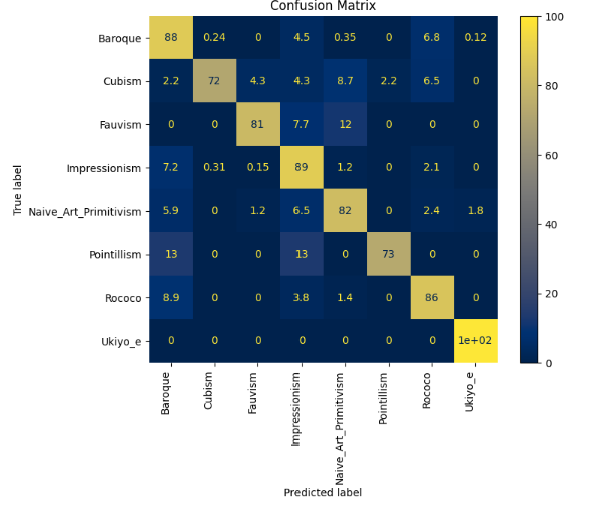 Confusion Matrix
True label
Baroque 88 0.24 0 4.5 0.35 0 6.8 0.12
Cubism 2.2 72 4.3 4.3 8.7 2.2 6.5 0
Fauvism 0 0 81 7.7 12 0 0 0
Impressionism 7.2 0.31 0.15 89 1.2 0 2.1 0
Naive_Art_Primitivism 5.9 0 1.2 6.5 82 0 2.4 1.8
Pointillism 13 0 0 13 0 73 0 0
Rococo 8.9 0 0 3.8 1.4 0 86 0
Ukiyo_e 0 0 0 0 0 0 0 1e+02
Baroque
Cubism
Fauvism
Impressionism
Naive_Art_Primitivism
Pointillism
Rococo
Ukiyo_e
Predicted label
100
80
60
40
20
0